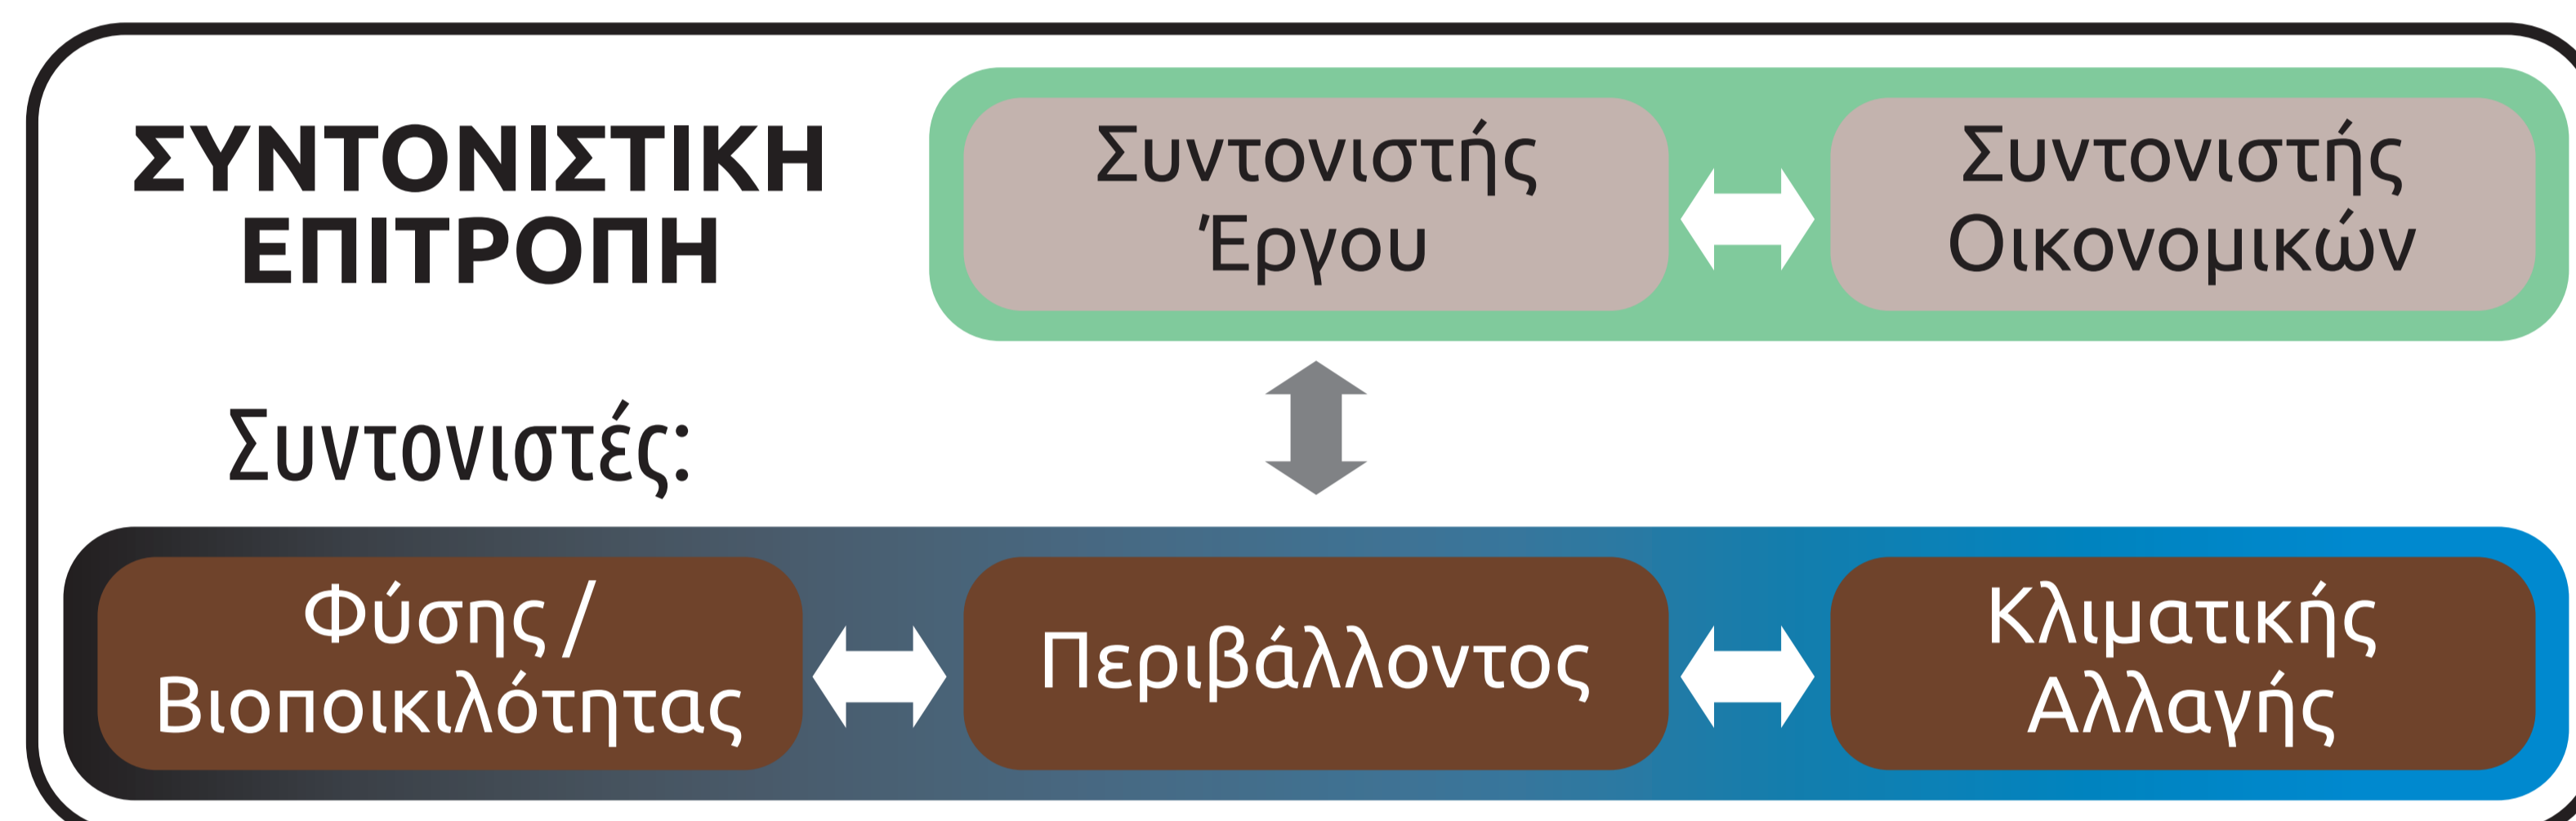 ΣΥΝΤΟΝΙΣΤΙΚΗ
ΕΠΙΤΡΟΠΗ
Συντονιστής
Έργου
Συντονιστής
Οικονομικών
Συντονιστές:
Φύσης /
Βιοποικιλότητας
Περιβάλλοντος
Κλιματικής
Αλλαγής